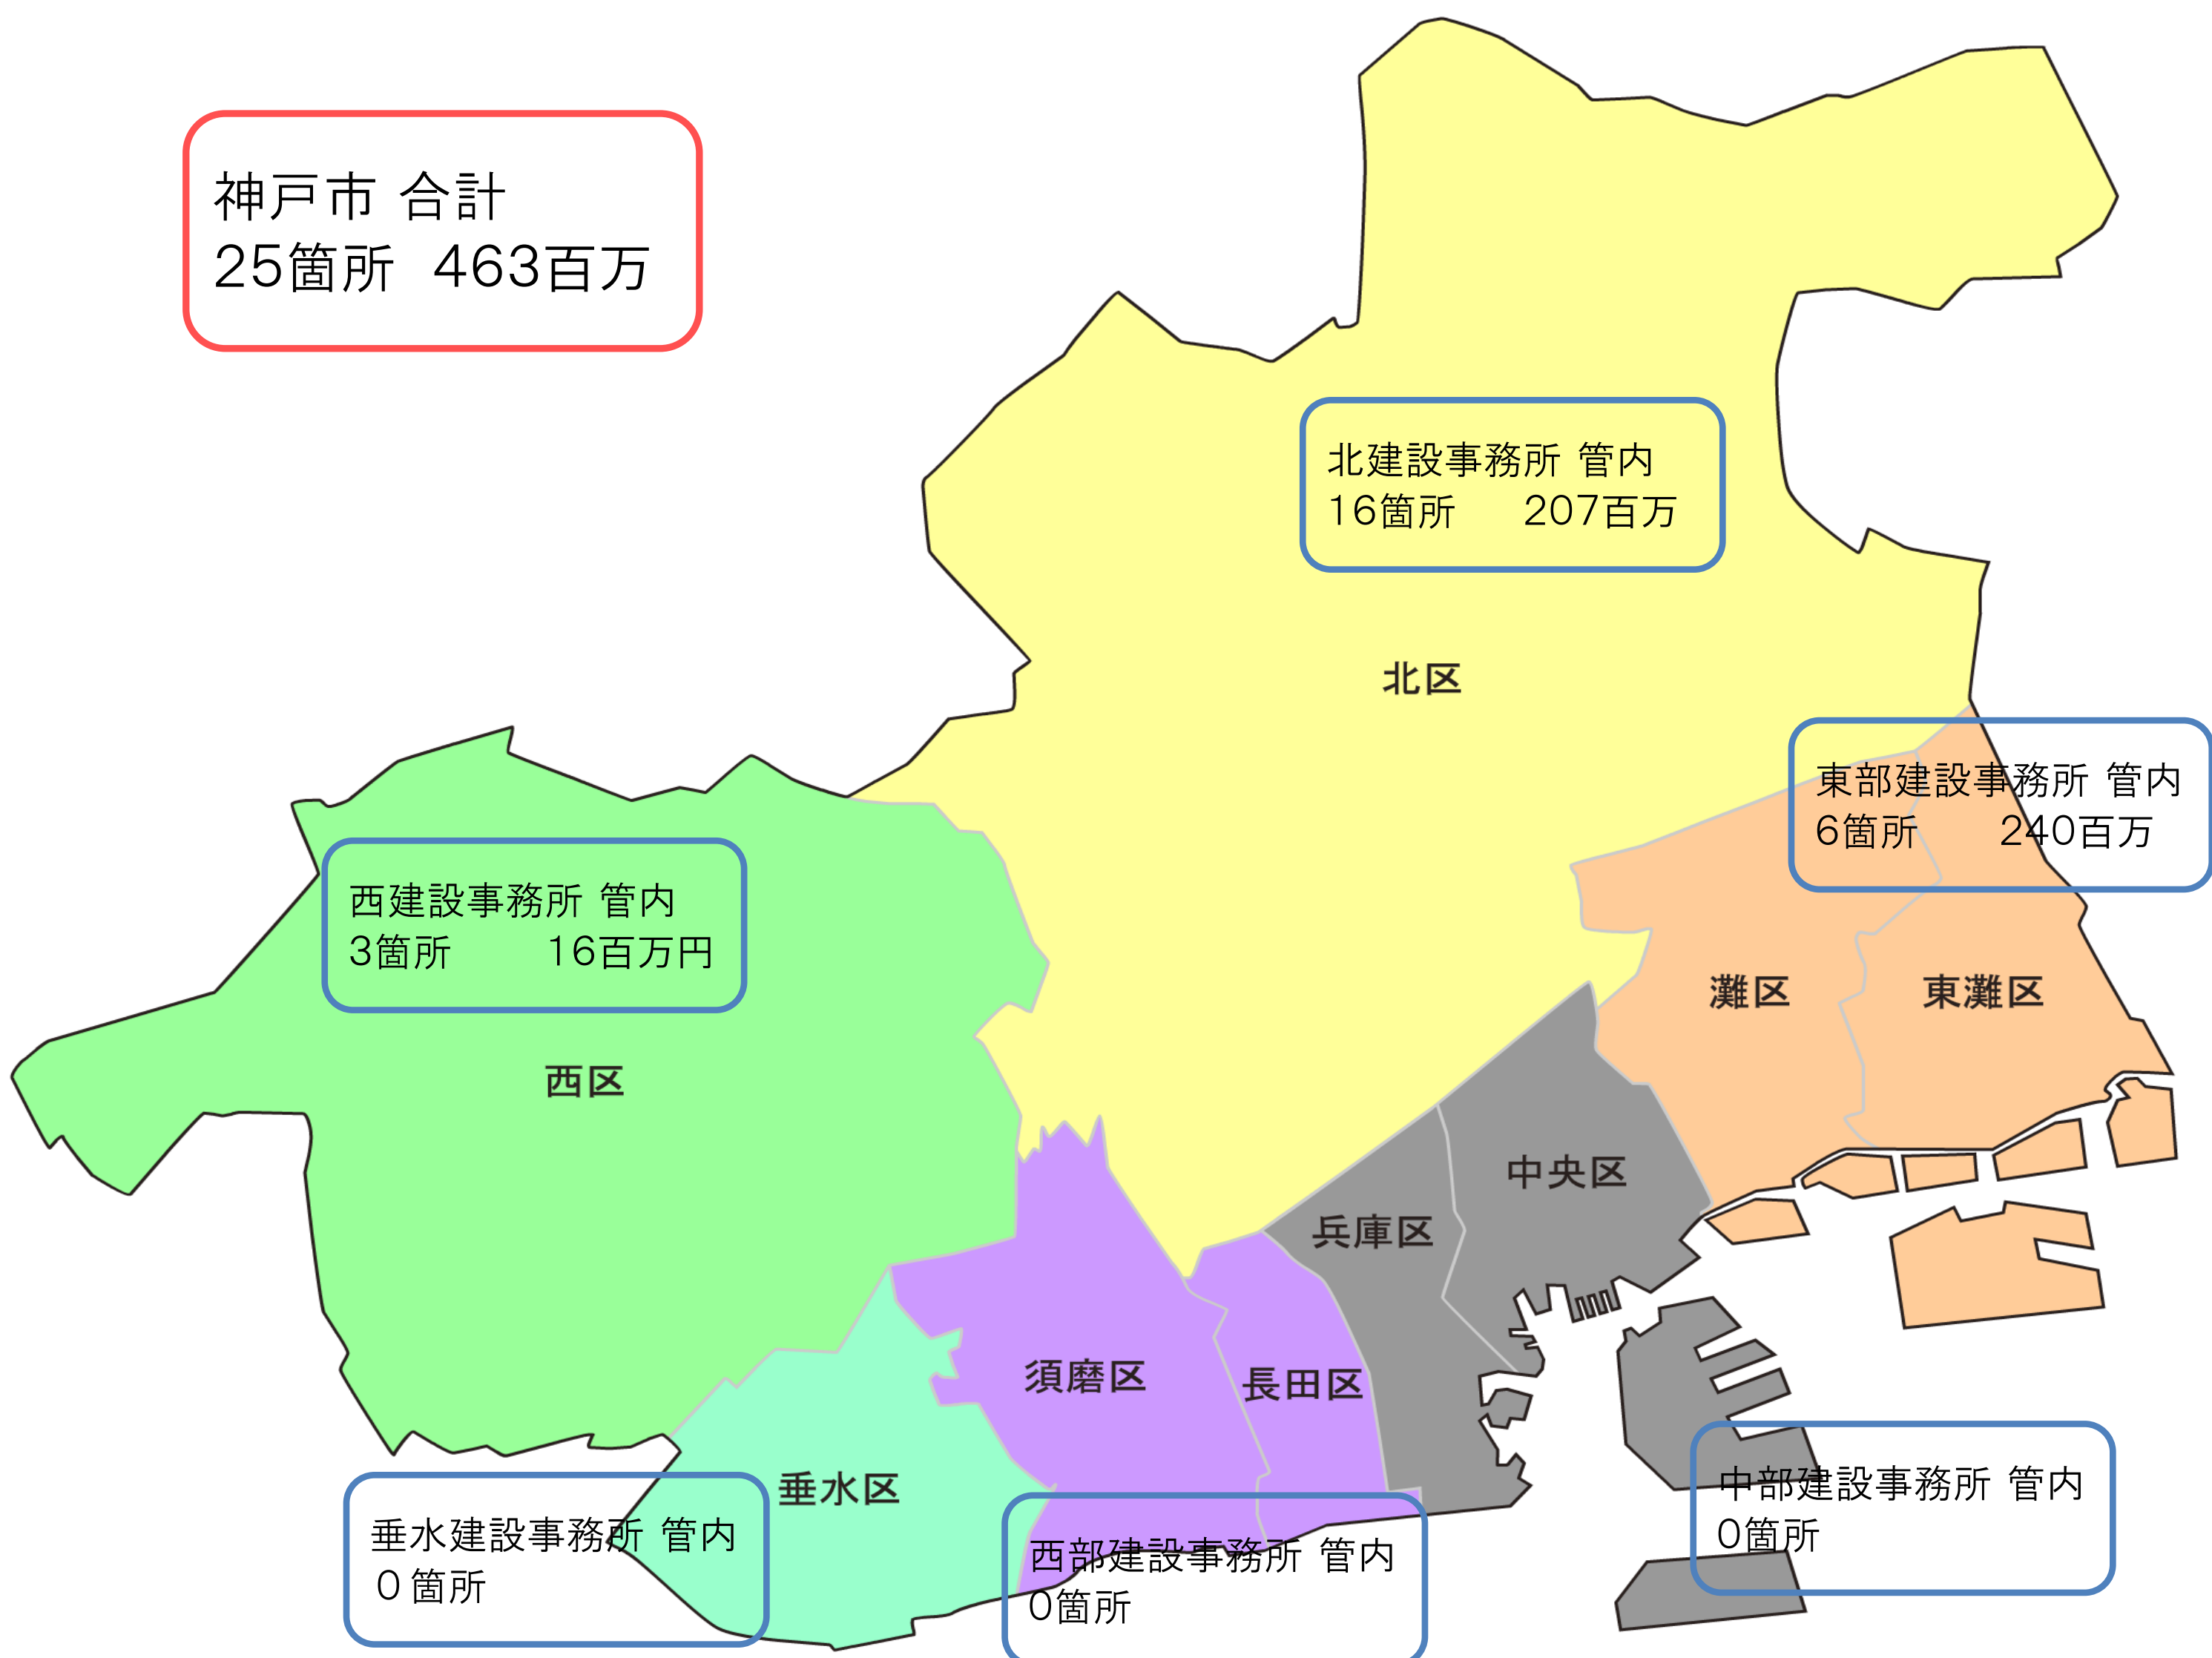 神戸市 合計
25箇所 463百万
北建設事務所 管内
16箇所 207百万
北区
東部建設事務所 管内
6箇所 240百万
西建設事務所 管内
3箇所 16百万円
灘区
東灘区
西区
中央区
兵庫区
須磨区
長田区
垂水区
中部建設事務所 管内
0箇所
垂水建設事務所 管内
０箇所
西部建設事務所 管内
0箇所